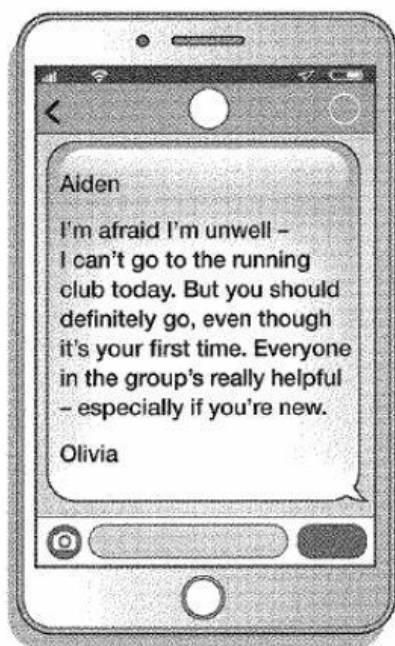 Aiden
I'm afraid I'm unwell –
I can't go to the running
club today. But you should
definitely go, even though
it's your first time. Everyone
in the group's really helpful
– especially if you're new.
Olivia